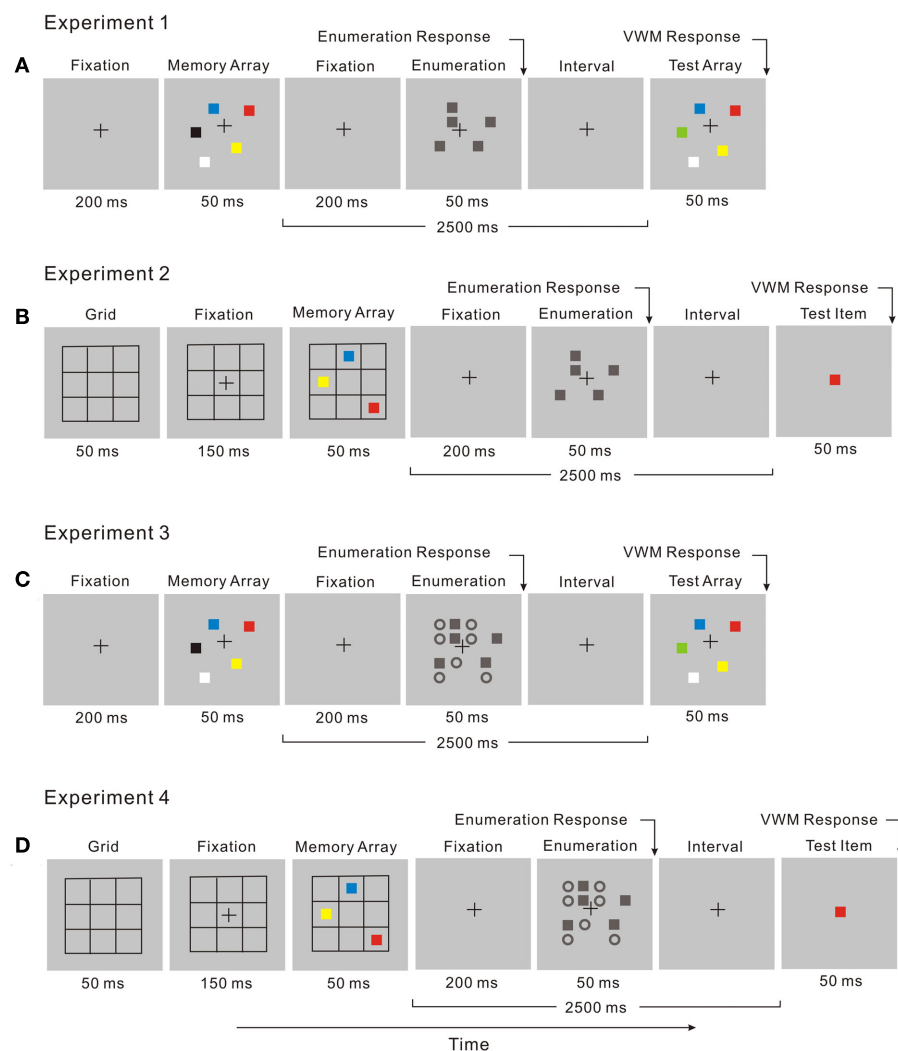 Experiment 1
Enumeration Response VWM Response
A Fixation Memory Array Fixation Enumeration Interval Test Array
200 ms 50 ms 200 ms 50 ms 50 ms
2500 ms
Experiment 2
Enumeration Response VWM Response
B Grid Fixation Memory Array Fixation Enumeration Interval Test Item
50 ms 150 ms 50 ms 200 ms 50 ms 50 ms
2500 ms
Experiment 3
Enumeration Response VWM Response
C Fixation Memory Array Fixation Enumeration Interval Test Array
200 ms 50 ms 200 ms 50 ms 50 ms
2500 ms
Experiment 4
Enumeration Response VWM Response
D Grid Fixation Memory Array Fixation Enumeration Interval Test Item
50 ms 150 ms 50 ms 200 ms 50 ms 50 ms
2500 ms
Time